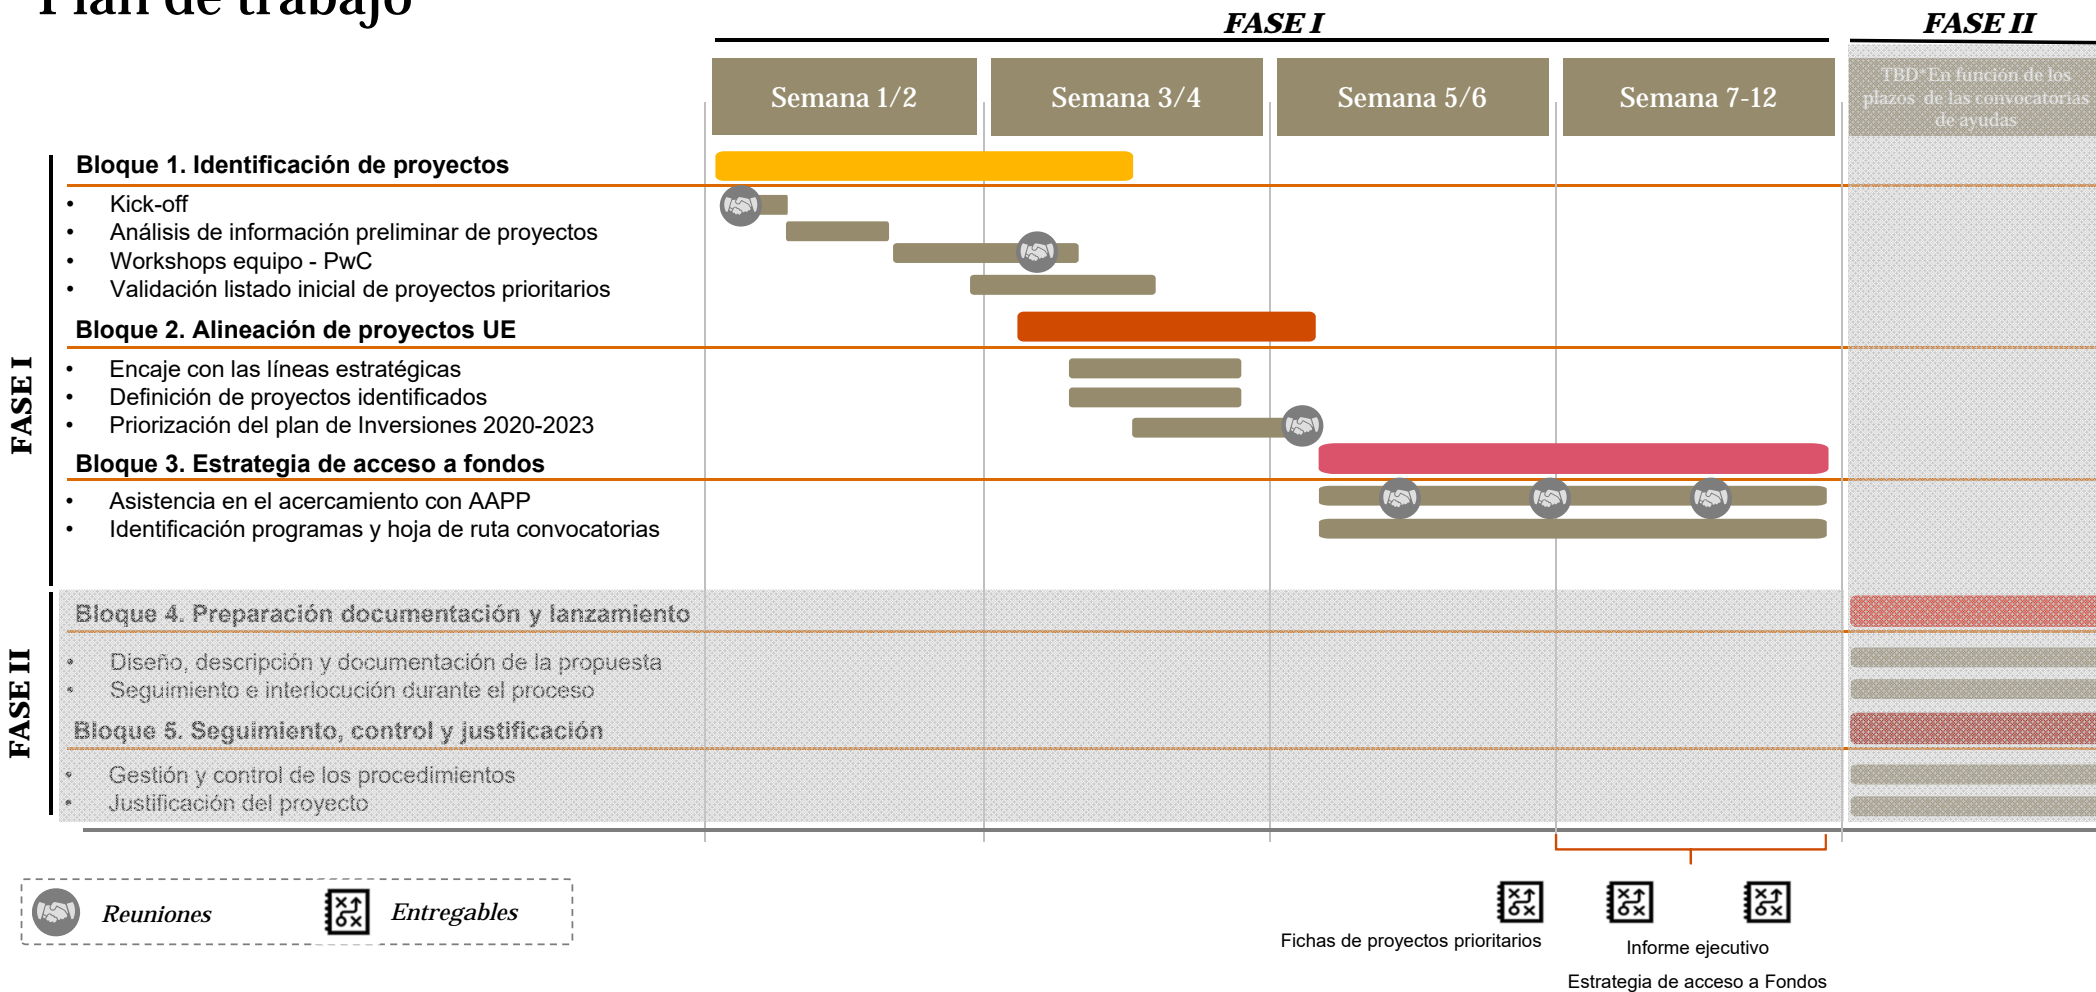 Plan de trabajo
FASE I
FASE II
Semana 1/2
Semana 3/4
Semana 5/6
Semana 7-12
TBD*En función de los
plazos de las convocatorias
de ayudas
FASE I
Bloque 1. Identificación de proyectos
• Kick-off
• Análisis de información preliminar de proyectos
• Workshops equipo - PwC
• Validación listado inicial de proyectos prioritarios
Bloque 2. Alineación de proyectos UE
• Encaje con las líneas estratégicas
• Definición de proyectos identificados
• Priorización del plan de Inversiones 2020-2023
Bloque 3. Estrategia de acceso a fondos
• Asistencia en el acercamiento con AAPP
• Identificación programas y hoja de ruta convocatorias
FASE II
Bloque 4. Preparación documentación y lanzamiento
• Diseño, descripción y documentación de la propuesta
• Seguimiento e interlocución durante el proceso
Bloque 5. Seguimiento, control y justificación
• Gestión y control de los procedimientos
• Justificación del proyecto
Reuniones
Entregables
Fichas de proyectos prioritarios
Informe ejecutivo
Estrategia de acceso a Fondos